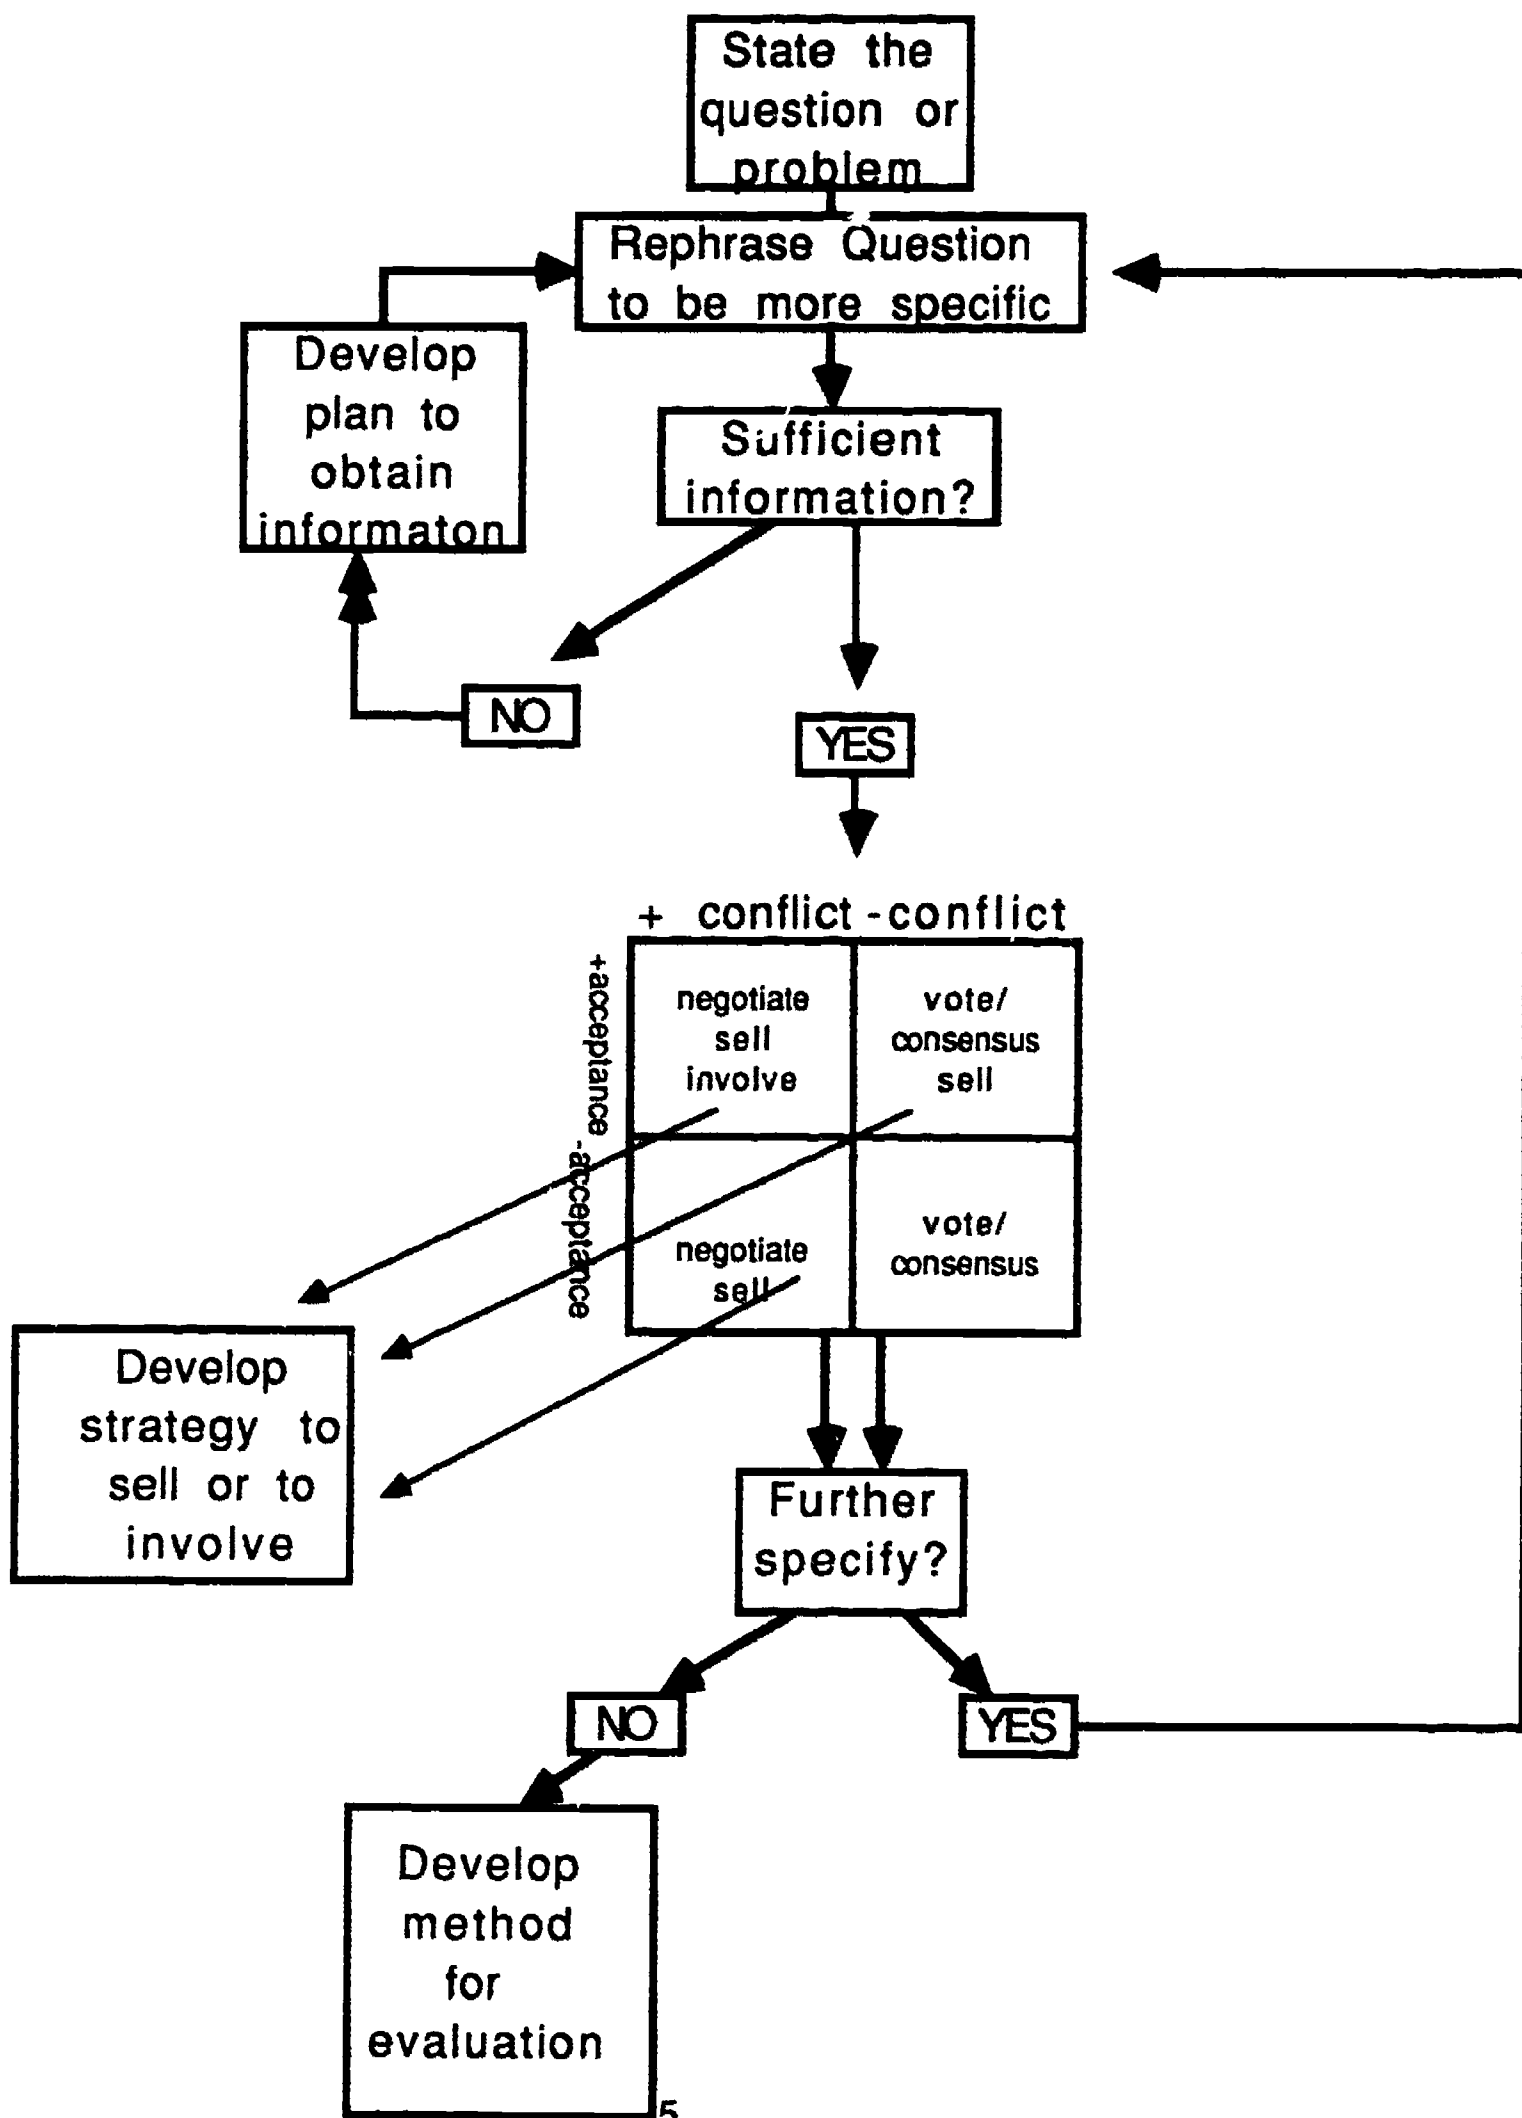 State the
question or
problem
Rephrase Question
to be more specific
Develop
plan to
obtain
informaton
Sufficient
information?
NO
YES
+ conflict -conflict
+acceptance
-acceptance
negotiate
sell
involve
vote/
consensus
sell
negotiate
sell
vote/
consensus
Develop
strategy to
sell or to
involve
Further
specify?
NO
YES
Develop
method
for
evaluation
5